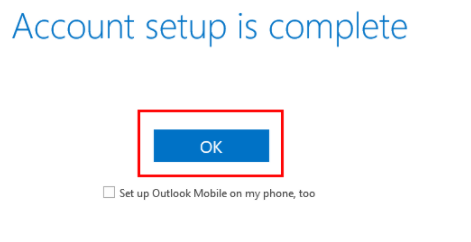 Account setup is complete
OK
Set up Outlook Mobile on my phone, too